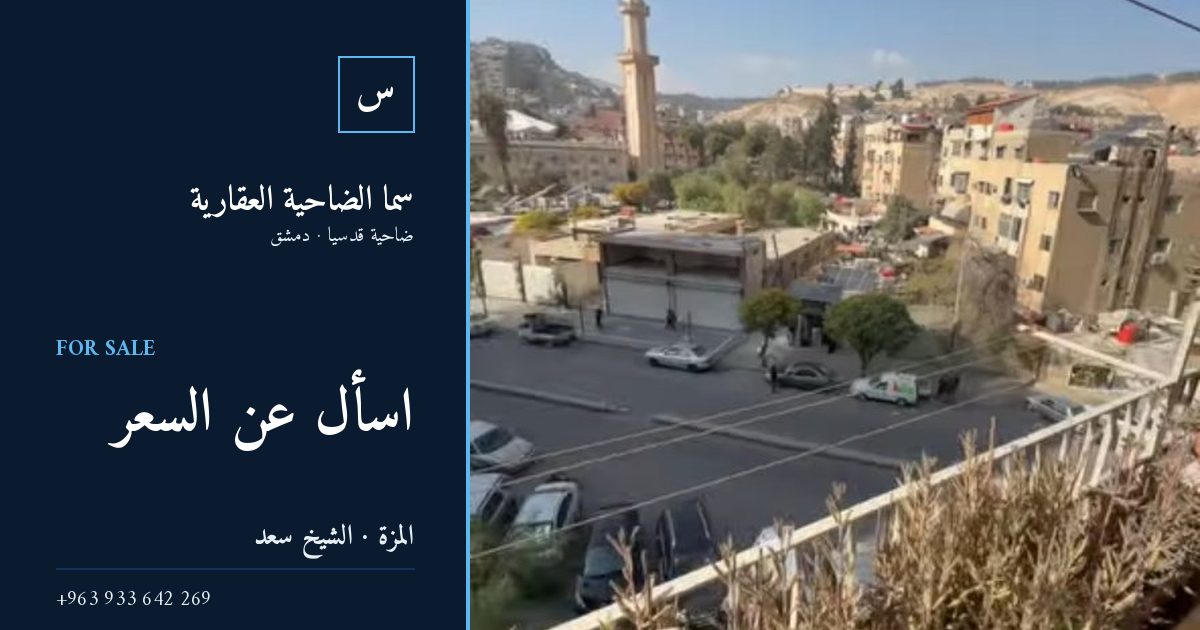 س
سما الضاحية العقارية
ضاحية قدسيا · دمشق
FOR SALE
اسأل عن السعر
المزة · الشيخ سعد
+963 933 642 269